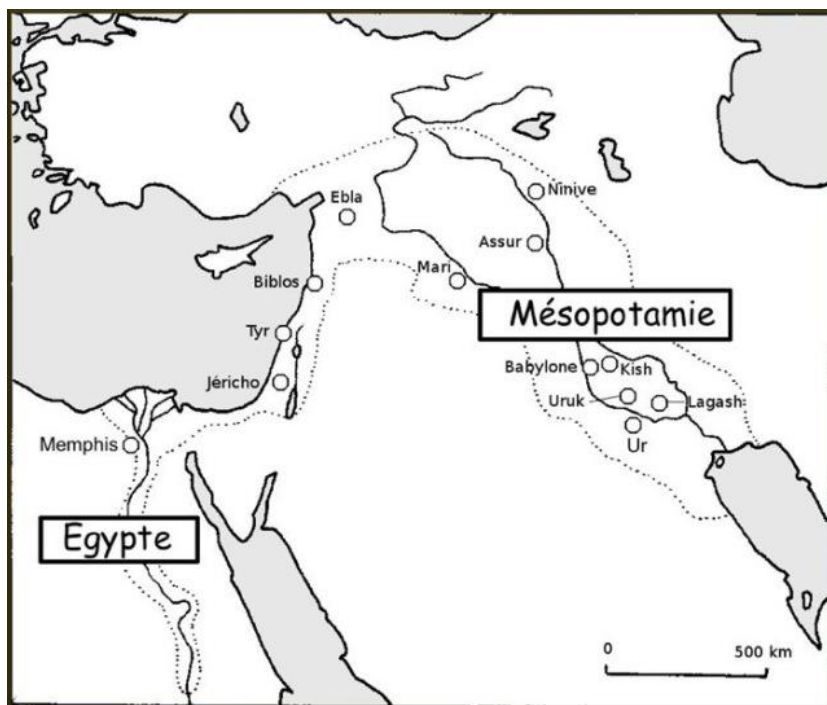 Ebla
Ninive
Assur
Mari
Biblos
Mésopotamie
Tyr
Babylone
Kish
Jéricho
Uruk
Lagash
Ur
Memphis
Egypte
0 500 km